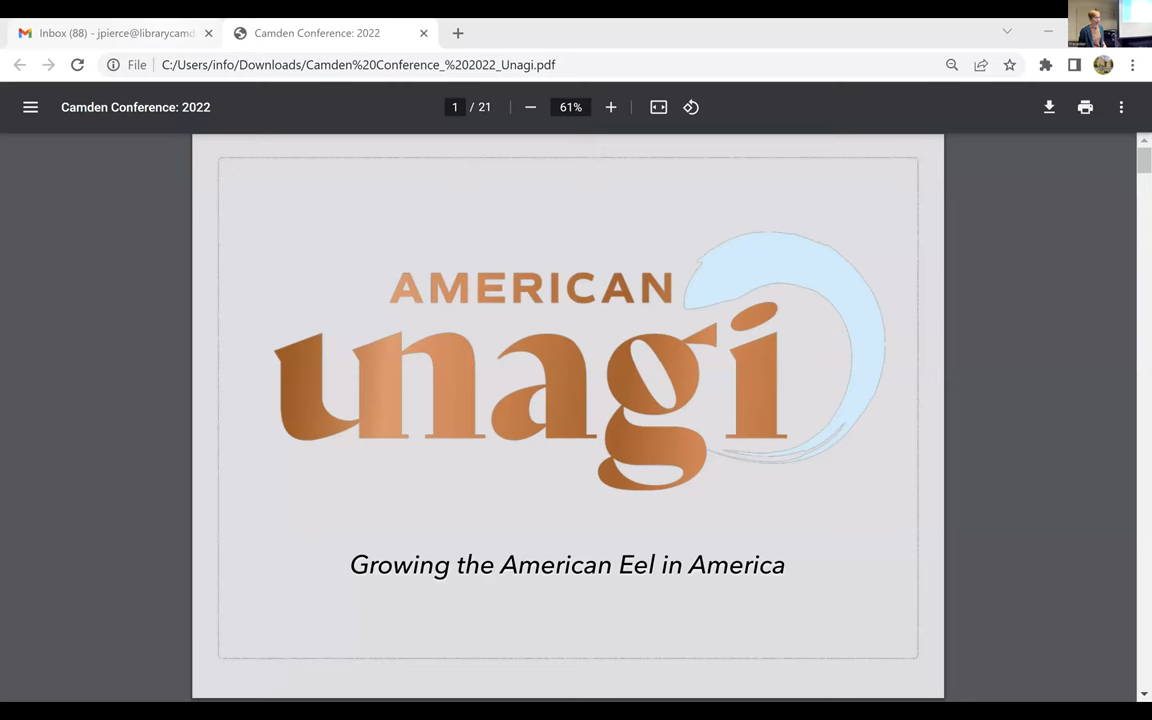 Inbox (88) - jpierce@librarycamd
Camden Conference: 2022
File
C:/Users/info/Downloads/Camden%20Conference_%202022_Unagi.pdf
Camden Conference: 2022
1 / 21
61%
AMERICAN
unagi
Growing the American Eel in America